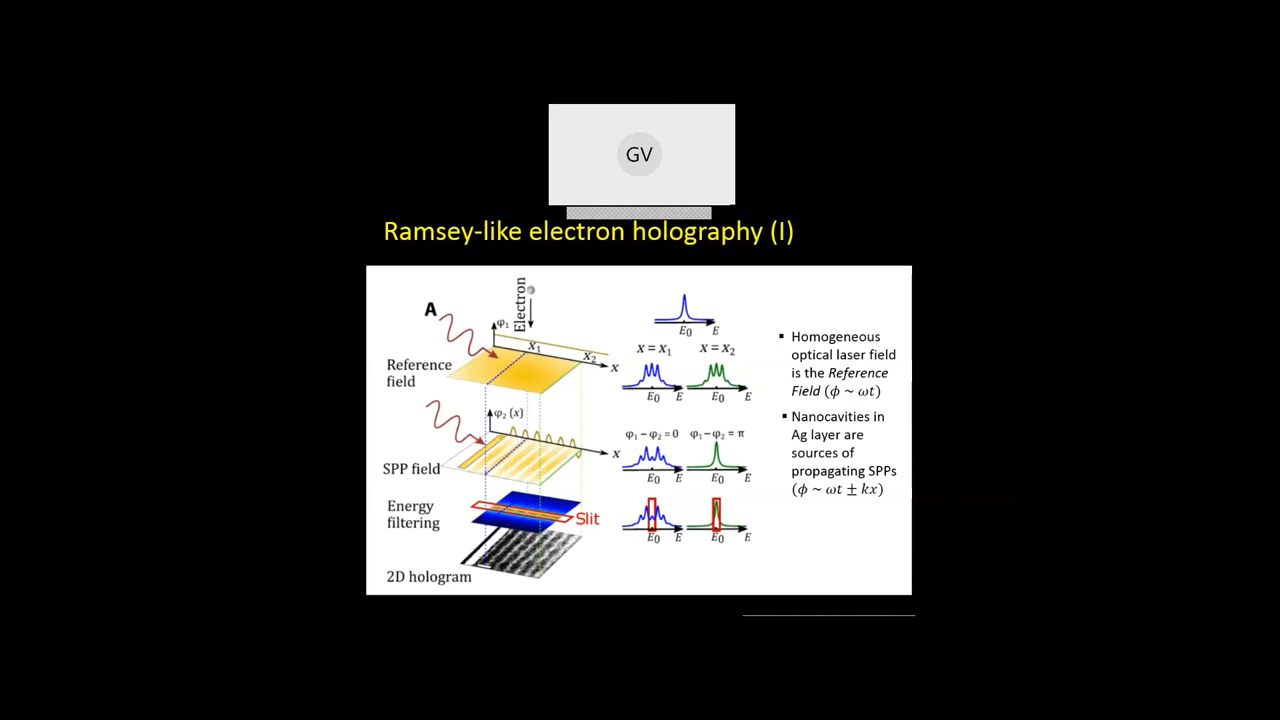 GV
Ramsey-like electron holography (I)
A
Electron
φ₁
x₁
x₂
x
Reference
field
E₀ E
x = x₁ x = x₂
E₀ E E₀ E
φ₂ (x)
x
SPP field
φ₁ − φ₂ = 0 φ₁ − φ₂ = π
E₀ E E₀ E
Energy
filtering
Slit
E₀ E E₀ E
2D hologram
▪ Homogeneous
optical laser field
is the Reference
Field (ϕ ~ ωt)
▪ Nanocavities in
Ag layer are
sources of
propagating SPPs
(ϕ ~ ωt ± kx)